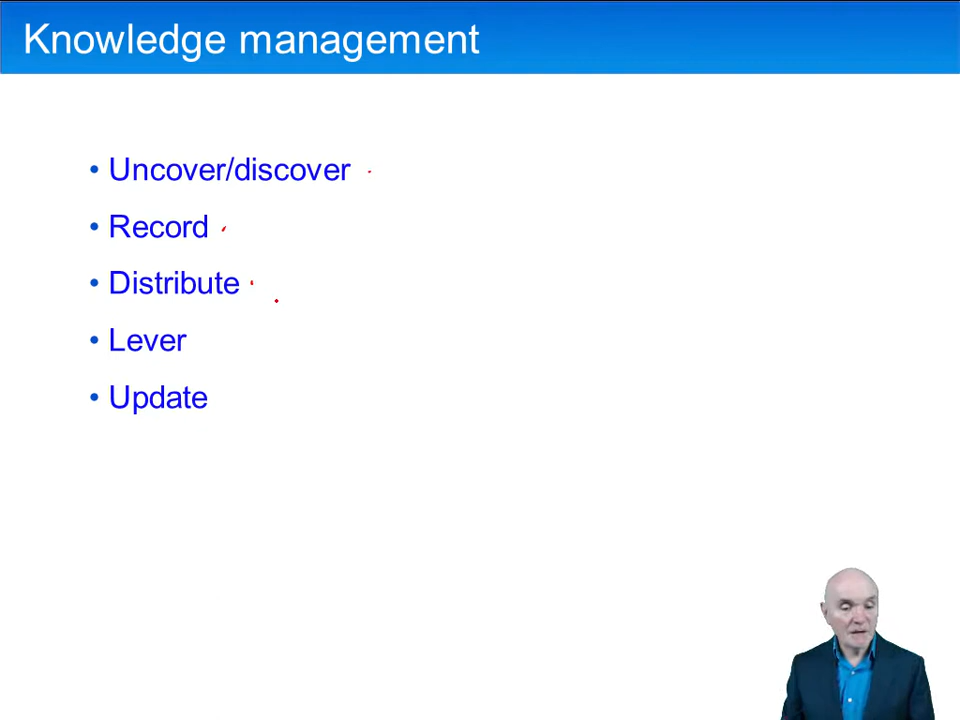 Knowledge management
• Uncover/discover
• Record
• Distribute
• Lever
• Update